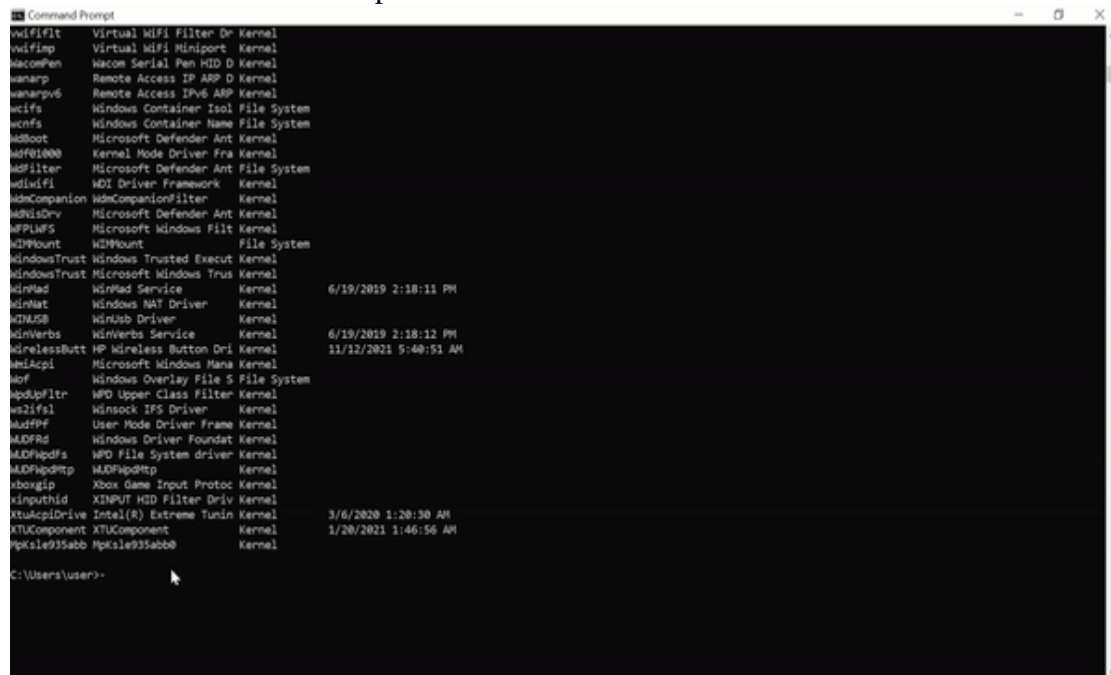 Command Prompt
vwififlt Virtual WiFi Filter Dr Kernel
vwifimp Virtual WiFi Miniport Kernel
WacomPen Wacom Serial Pen HID D Kernel
wanarp Remote Access IP ARP D Kernel
wanarpv6 Remote Access IPv6 ARP Kernel
wcifs Windows Container Isol File System
wcnfs Windows Container Name File System
WdBoot Microsoft Defender Ant Kernel
Wdf01000 Kernel Mode Driver Fra Kernel
WdFilter Microsoft Defender Ant File System
wdiwifi WDI Driver Framework Kernel
WdmCompanion WdmCompanionFilter Kernel
WdNisDrv Microsoft Defender Ant Kernel
WFPLWFS Microsoft Windows Filt Kernel
WIMMount WIMMount File System
WindowsTrust Windows Trusted Execut Kernel
WindowsTrust Microsoft Windows Trus Kernel
WinMad WinMad Service Kernel 6/19/2019 2:18:11 PM
WinNat Windows NAT Driver Kernel
WINUSB WinUsb Driver Kernel
WinVerbs WinVerbs Service Kernel 6/19/2019 2:18:12 PM
WirelessButt HP Wireless Button Dri Kernel 11/12/2021 5:40:51 AM
WmiAcpi Microsoft Windows Mana Kernel
Wof Windows Overlay File S File System
WpdUpFltr WPD Upper Class Filter Kernel
ws2ifsl Winsock IFS Driver Kernel
WudfPf User Mode Driver Frame Kernel
WUDFRd Windows Driver Foundat Kernel
WUDFWpdFs WPD File System driver Kernel
WUDFWpdMtp WUDFWpdMtp Kernel
xboxgip Xbox Game Input Protoc Kernel
xinputhid XINPUT HID Filter Driv Kernel
XtuAcpiDrive Intel(R) Extreme Tunin Kernel 3/6/2020 1:20:30 AM
XTUComponent XTUComponent Kernel 1/20/2021 1:46:56 AM
MpKsle935abb MpKsle935abb0 Kernel
C:\Users\user>-